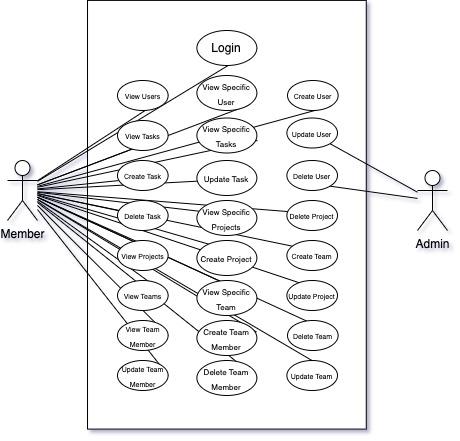 Login
View Users
View Specific
User
Create User
View Tasks
View Specific
Tasks
Update User
Create Task
Update Task
Delete User
Delete Task
View Specific
Projects
Delete Project
Member
Admin
View Projects
Create Project
Create Team
View Teams
View Specific
Team
Update Project
View Team
Member
Create Team
Member
Delete Team
Update Team
Member
Delete Team
Member
Update Team